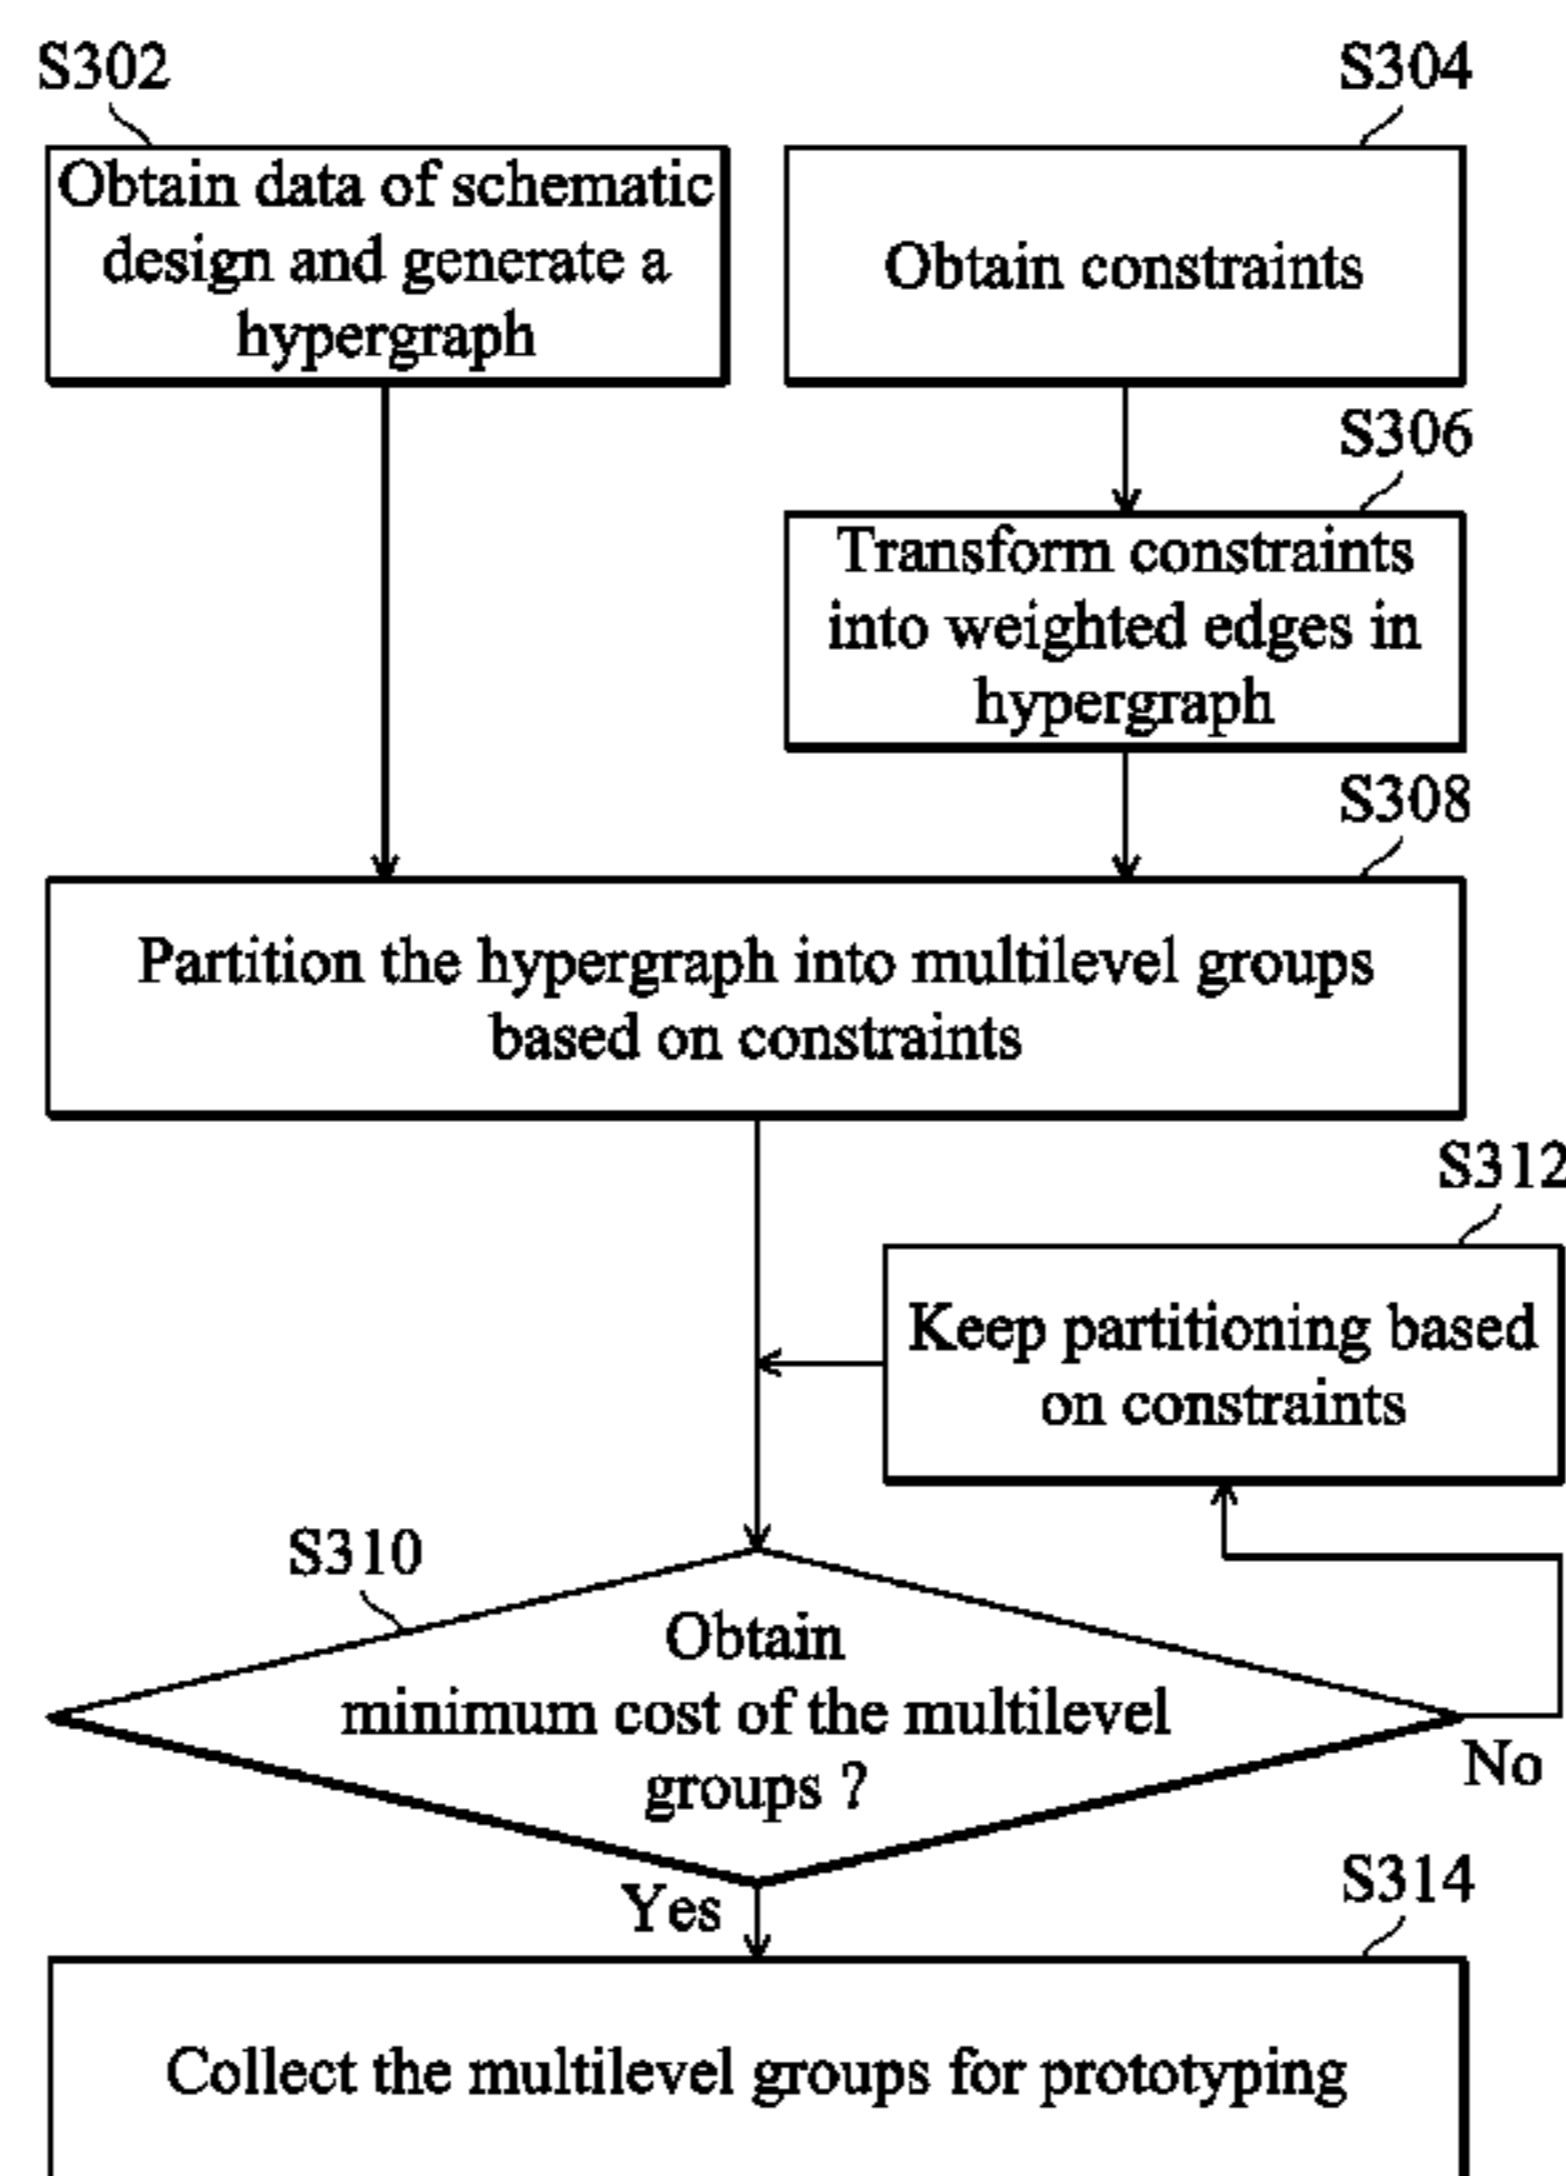 S302
Obtain data of schematic
design and generate a
hypergraph
S304
Obtain constraints
S306
Transform constraints
into weighted edges in
hypergraph
S308
Partition the hypergraph into multilevel groups
based on constraints
S312
Keep partitioning based
on constraints
S310
Obtain
minimum cost of the multilevel
groups ?
No
Yes
S314
Collect the multilevel groups for prototyping